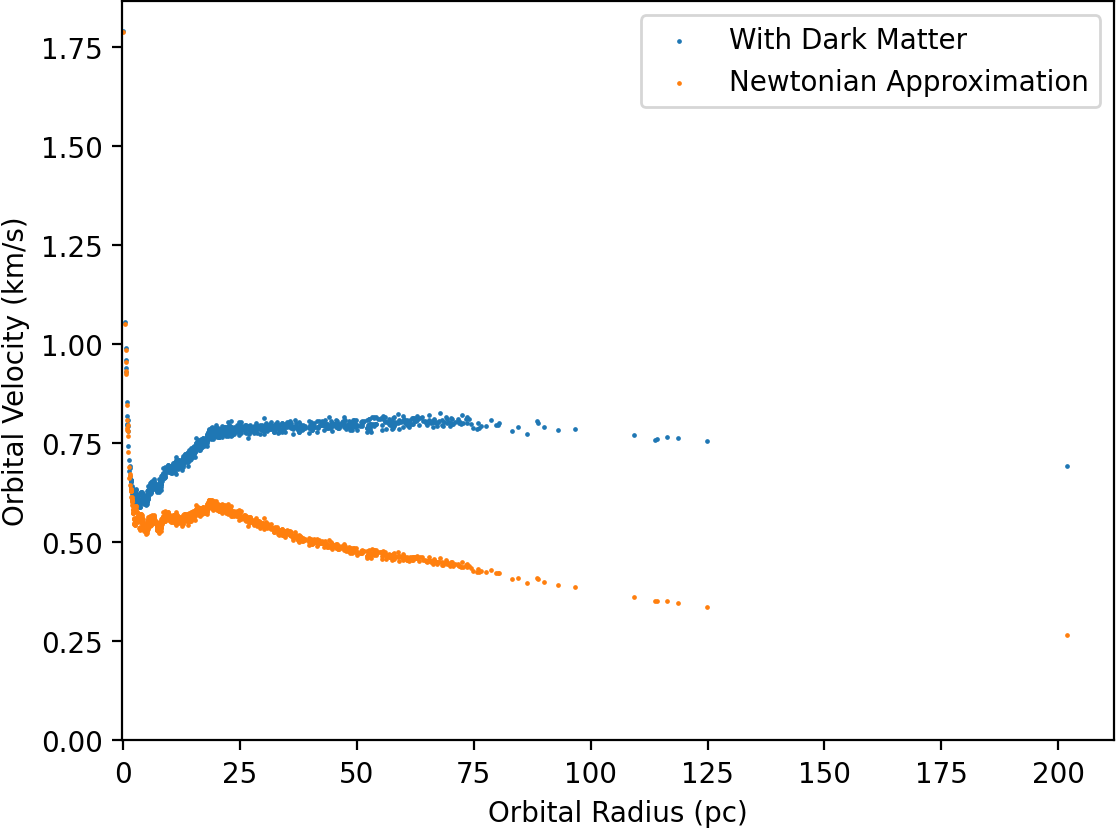 With Dark Matter
Newtonian Approximation
Orbital Velocity (km/s)
1.75
1.50
1.25
1.00
0.75
0.50
0.25
0.00
0 25 50 75 100 125 150 175 200
Orbital Radius (pc)